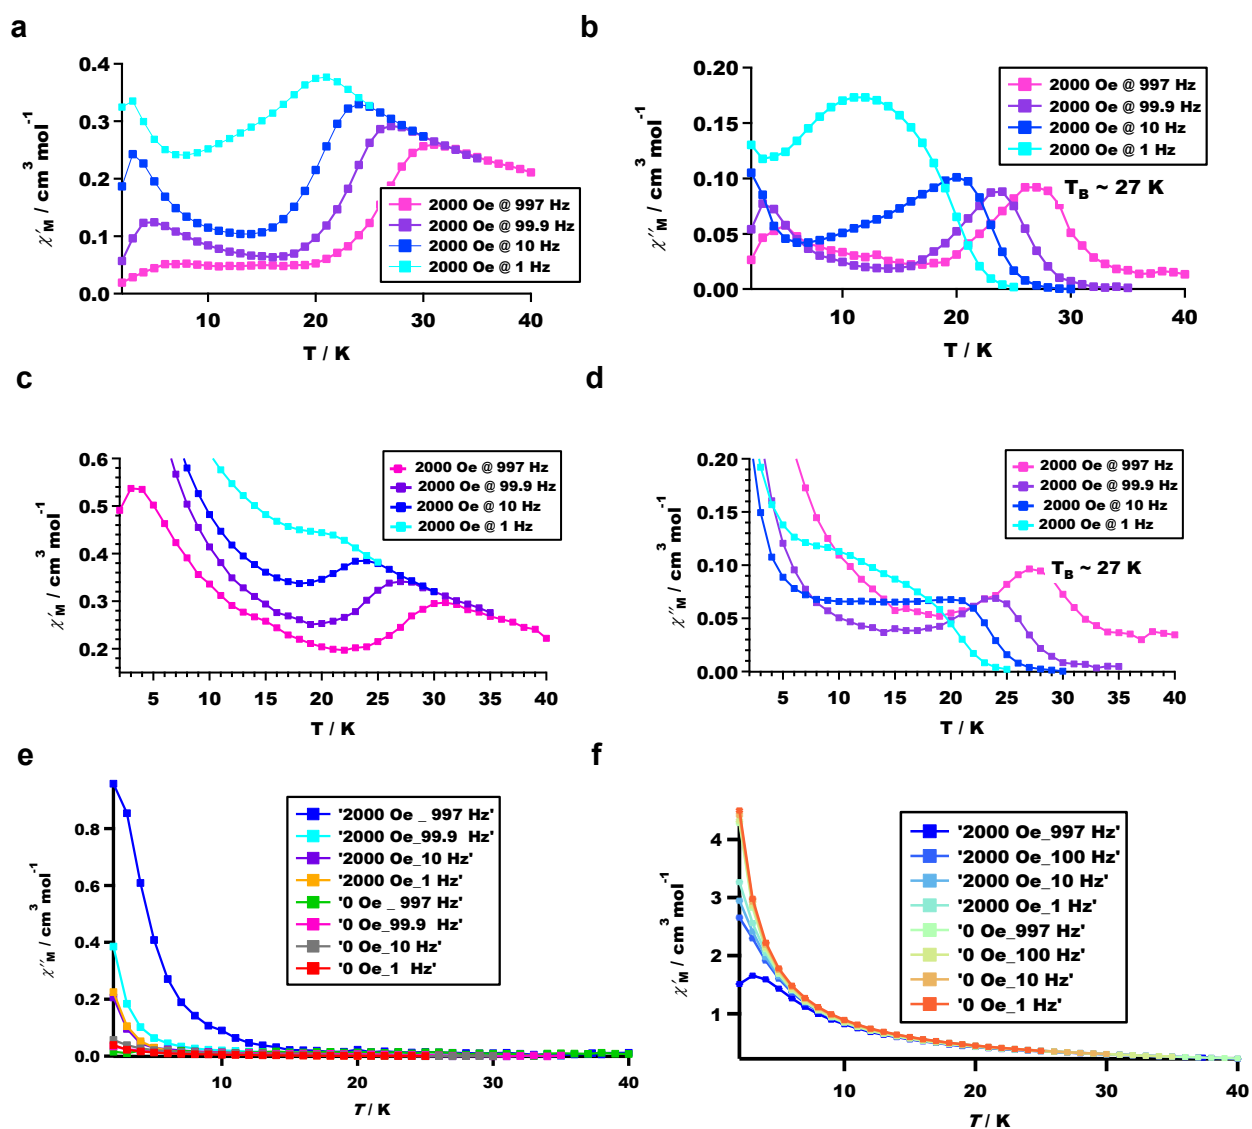 a
χ′M / cm³ mol⁻¹
0.4
0.3
0.2
0.1
0.0
10
20
30
40
T / K
2000 Oe @ 997 Hz
2000 Oe @ 99.9 Hz
2000 Oe @ 10 Hz
2000 Oe @ 1 Hz
b
χ″M / cm³ mol⁻¹
0.20
0.15
0.10
0.05
0.00
10
20
30
40
T / K
2000 Oe @ 997 Hz
2000 Oe @ 99.9 Hz
2000 Oe @ 10 Hz
2000 Oe @ 1 Hz
TB ~ 27 K
c
χ′M / cm³ mol⁻¹
0.6
0.5
0.4
0.3
0.2
5
10
15
20
25
30
35
40
T / K
2000 Oe @ 997 Hz
2000 Oe @ 99.9 Hz
2000 Oe @ 10 Hz
2000 Oe @ 1 Hz
d
χ″M / cm³ mol⁻¹
0.20
0.15
0.10
0.05
0.00
5
10
15
20
25
30
35
40
T / K
2000 Oe @ 997 Hz
2000 Oe @ 99.9 Hz
2000 Oe @ 10 Hz
2000 Oe @ 1 Hz
TB ~ 27 K
e
χ″M / cm³ mol⁻¹
0.8
0.6
0.4
0.2
0.0
10
20
30
40
T / K
'2000 Oe _ 997 Hz'
'2000 Oe_99.9 Hz'
'2000 Oe_10 Hz'
'2000 Oe_1 Hz'
'0 Oe _ 997 Hz'
'0 Oe_99.9 Hz'
'0 Oe_10 Hz'
'0 Oe_1 Hz'
f
χ′M / cm³ mol⁻¹
4
3
2
1
10
20
30
40
T / K
'2000 Oe_997 Hz'
'2000 Oe_100 Hz'
'2000 Oe_10 Hz'
'2000 Oe_1 Hz'
'0 Oe_997 Hz'
'0 Oe_100 Hz'
'0 Oe_10 Hz'
'0 Oe_1 Hz'